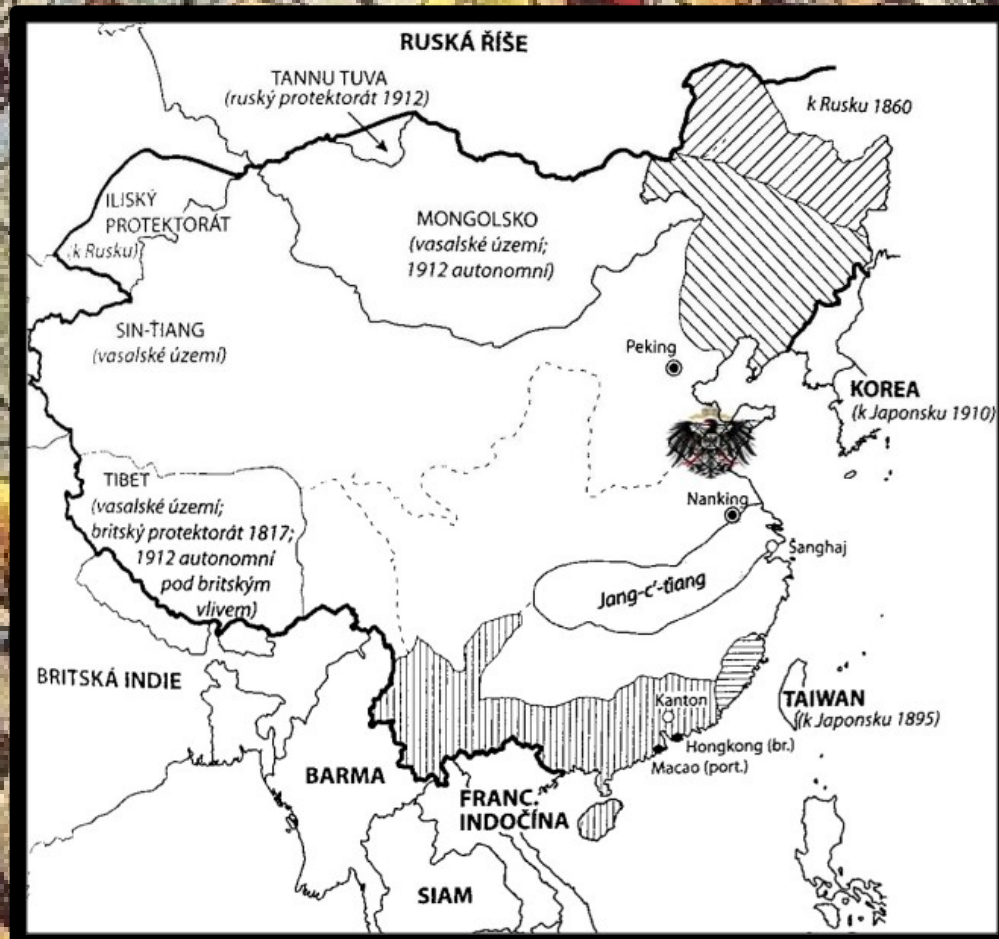 RUSKÁ ŘÍŠE
TANNU TUVA
(ruský protektorát 1912)
k Rusku 1860
ILISKÝ
PROTEKTORÁT
(k Rusku)
MONGOLSKO
(vasalské území;
1912 autonomní)
SIN-ŤIANG
(vasalské území)
Peking
KOREA
(k Japonsku 1910)
TIBET
(vasalské území;
britský protektorát 1817;
1912 autonomní
pod britským
vlivem)
Nanking
Šanghaj
Jang-c'-ťiang
BRITSKÁ INDIE
Kanton
TAIWAN
(k Japonsku 1895)
Hongkong (br.)
Macao (port.)
BARMA
FRANC.
INDOČÍNA
SIAM